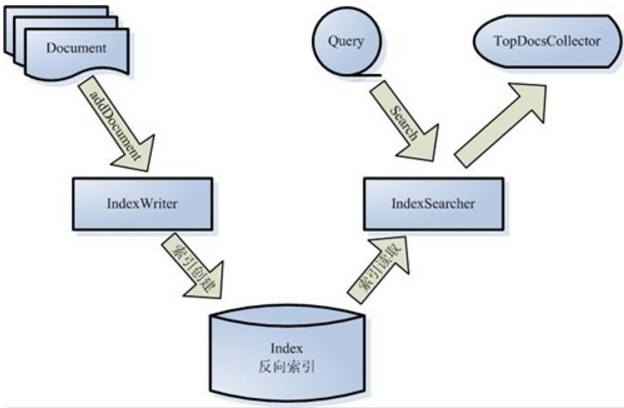 Document
Query
TopDocsCollector
addDocument
Search
IndexWriter
IndexSearcher
索引创建
索引读取
Index
反向索引